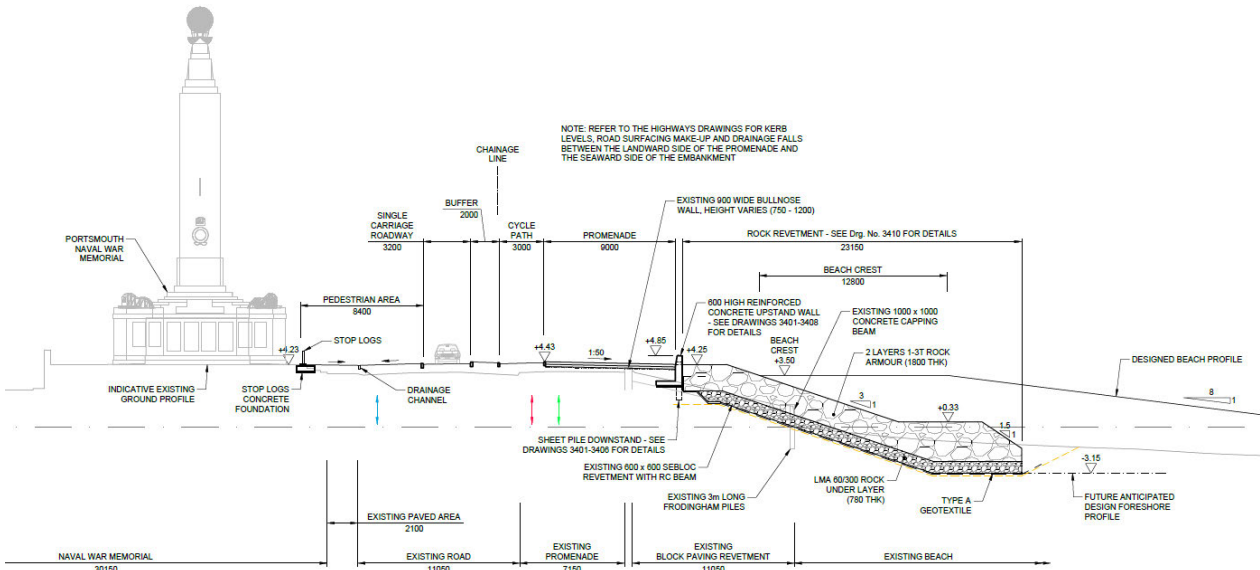 NOTE: REFER TO THE HIGHWAYS DRAWINGS FOR KERB
LEVELS, ROAD SURFACING MAKE-UP AND DRAINAGE FALLS
BETWEEN THE LANDWARD SIDE OF THE PROMENADE AND
THE SEAWARD SIDE OF THE EMBANKMENT
CHAINAGE
LINE
EXISTING 900 WIDE BULLNOSE
WALL, HEIGHT VARIES (750 - 1200)
BUFFER
2000
SINGLE
CARRIAGE
ROADWAY
3200
CYCLE
PATH
3000
PROMENADE
9000
ROCK REVETMENT - SEE Drg. No. 3410 FOR DETAILS
23150
PORTSMOUTH
NAVAL WAR
MEMORIAL
BEACH CREST
12800
PEDESTRIAN AREA
8400
600 HIGH REINFORCED
CONCRETE UPSTAND WALL
- SEE DRAWINGS 3401-3408
FOR DETAILS
EXISTING 1000 x 1000
CONCRETE CAPPING
BEAM
STOP LOGS
+4.23
+4.43
1:50
+4.85
+4.25
BEACH
CREST
+3.50
2 LAYERS 1-3T ROCK
ARMOUR (1800 THK)
DESIGNED BEACH PROFILE
INDICATIVE EXISTING
GROUND PROFILE
STOP LOGS
CONCRETE
FOUNDATION
DRAINAGE
CHANNEL
3
1
8
1
+0.33
1.5
1
SHEET PILE DOWNSTAND - SEE
DRAWINGS 3401-3406 FOR DETAILS
-3.15
EXISTING 600 x 600 SEBLOC
REVETMENT WITH RC BEAM
LMA 60/300 ROCK
UNDER LAYER
(780 THK)
EXISTING 3m LONG
FRODINGHAM PILES
TYPE A
GEOTEXTILE
FUTURE ANTICIPATED
DESIGN FORESHORE
PROFILE
EXISTING PAVED AREA
2100
NAVAL WAR MEMORIAL
30150
EXISTING ROAD
11050
EXISTING
PROMENADE
7150
EXISTING
BLOCK PAVING REVETMENT
11050
EXISTING BEACH